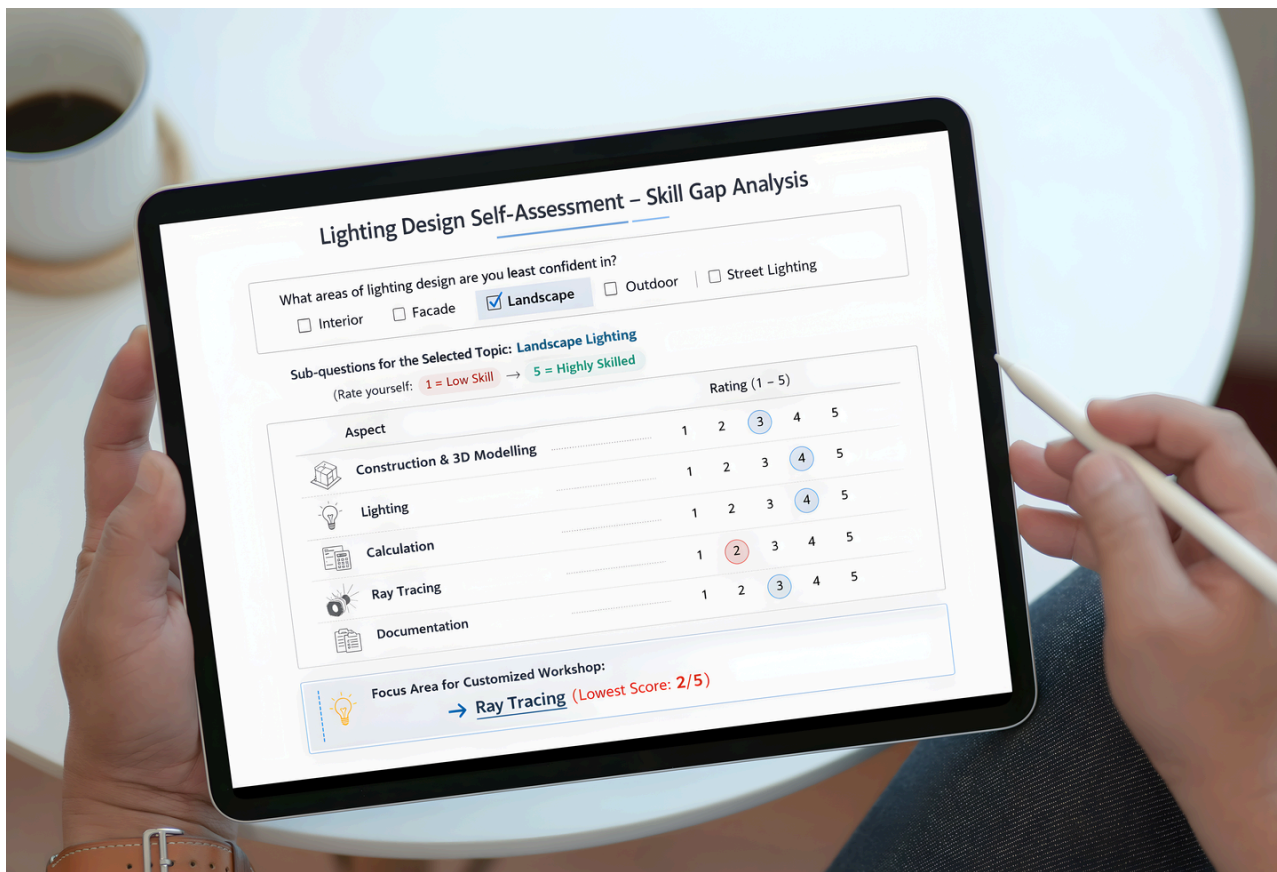 Lighting Design Self-Assessment – Skill Gap Analysis
What areas of lighting design are you least confident in?
Interior Facade Landscape Outdoor Street Lighting
Sub-questions for the Selected Topic: Landscape Lighting
(Rate yourself: 1 = Low Skill → 5 = Highly Skilled
Aspect Rating (1 – 5)
Construction & 3D Modelling 1 2 3 4 5
Lighting 1 2 3 4 5
Calculation 1 2 3 4 5
Ray Tracing 1 2 3 4 5
Documentation 1 2 3 4 5
Focus Area for Customized Workshop:
→ Ray Tracing (Lowest Score: 2/5)